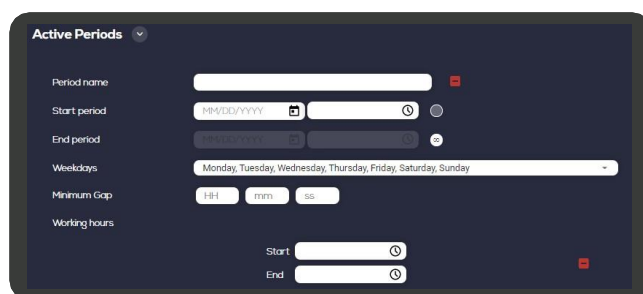 Active Periods
Period name
Start period MM/DD/YYYY
End period MM/DD/YYYY ∞
Weekdays Monday, Tuesday, Wednesday, Thursday, Friday, Saturday, Sunday
Minimum Gap HH mm ss
Working hours
Start
End